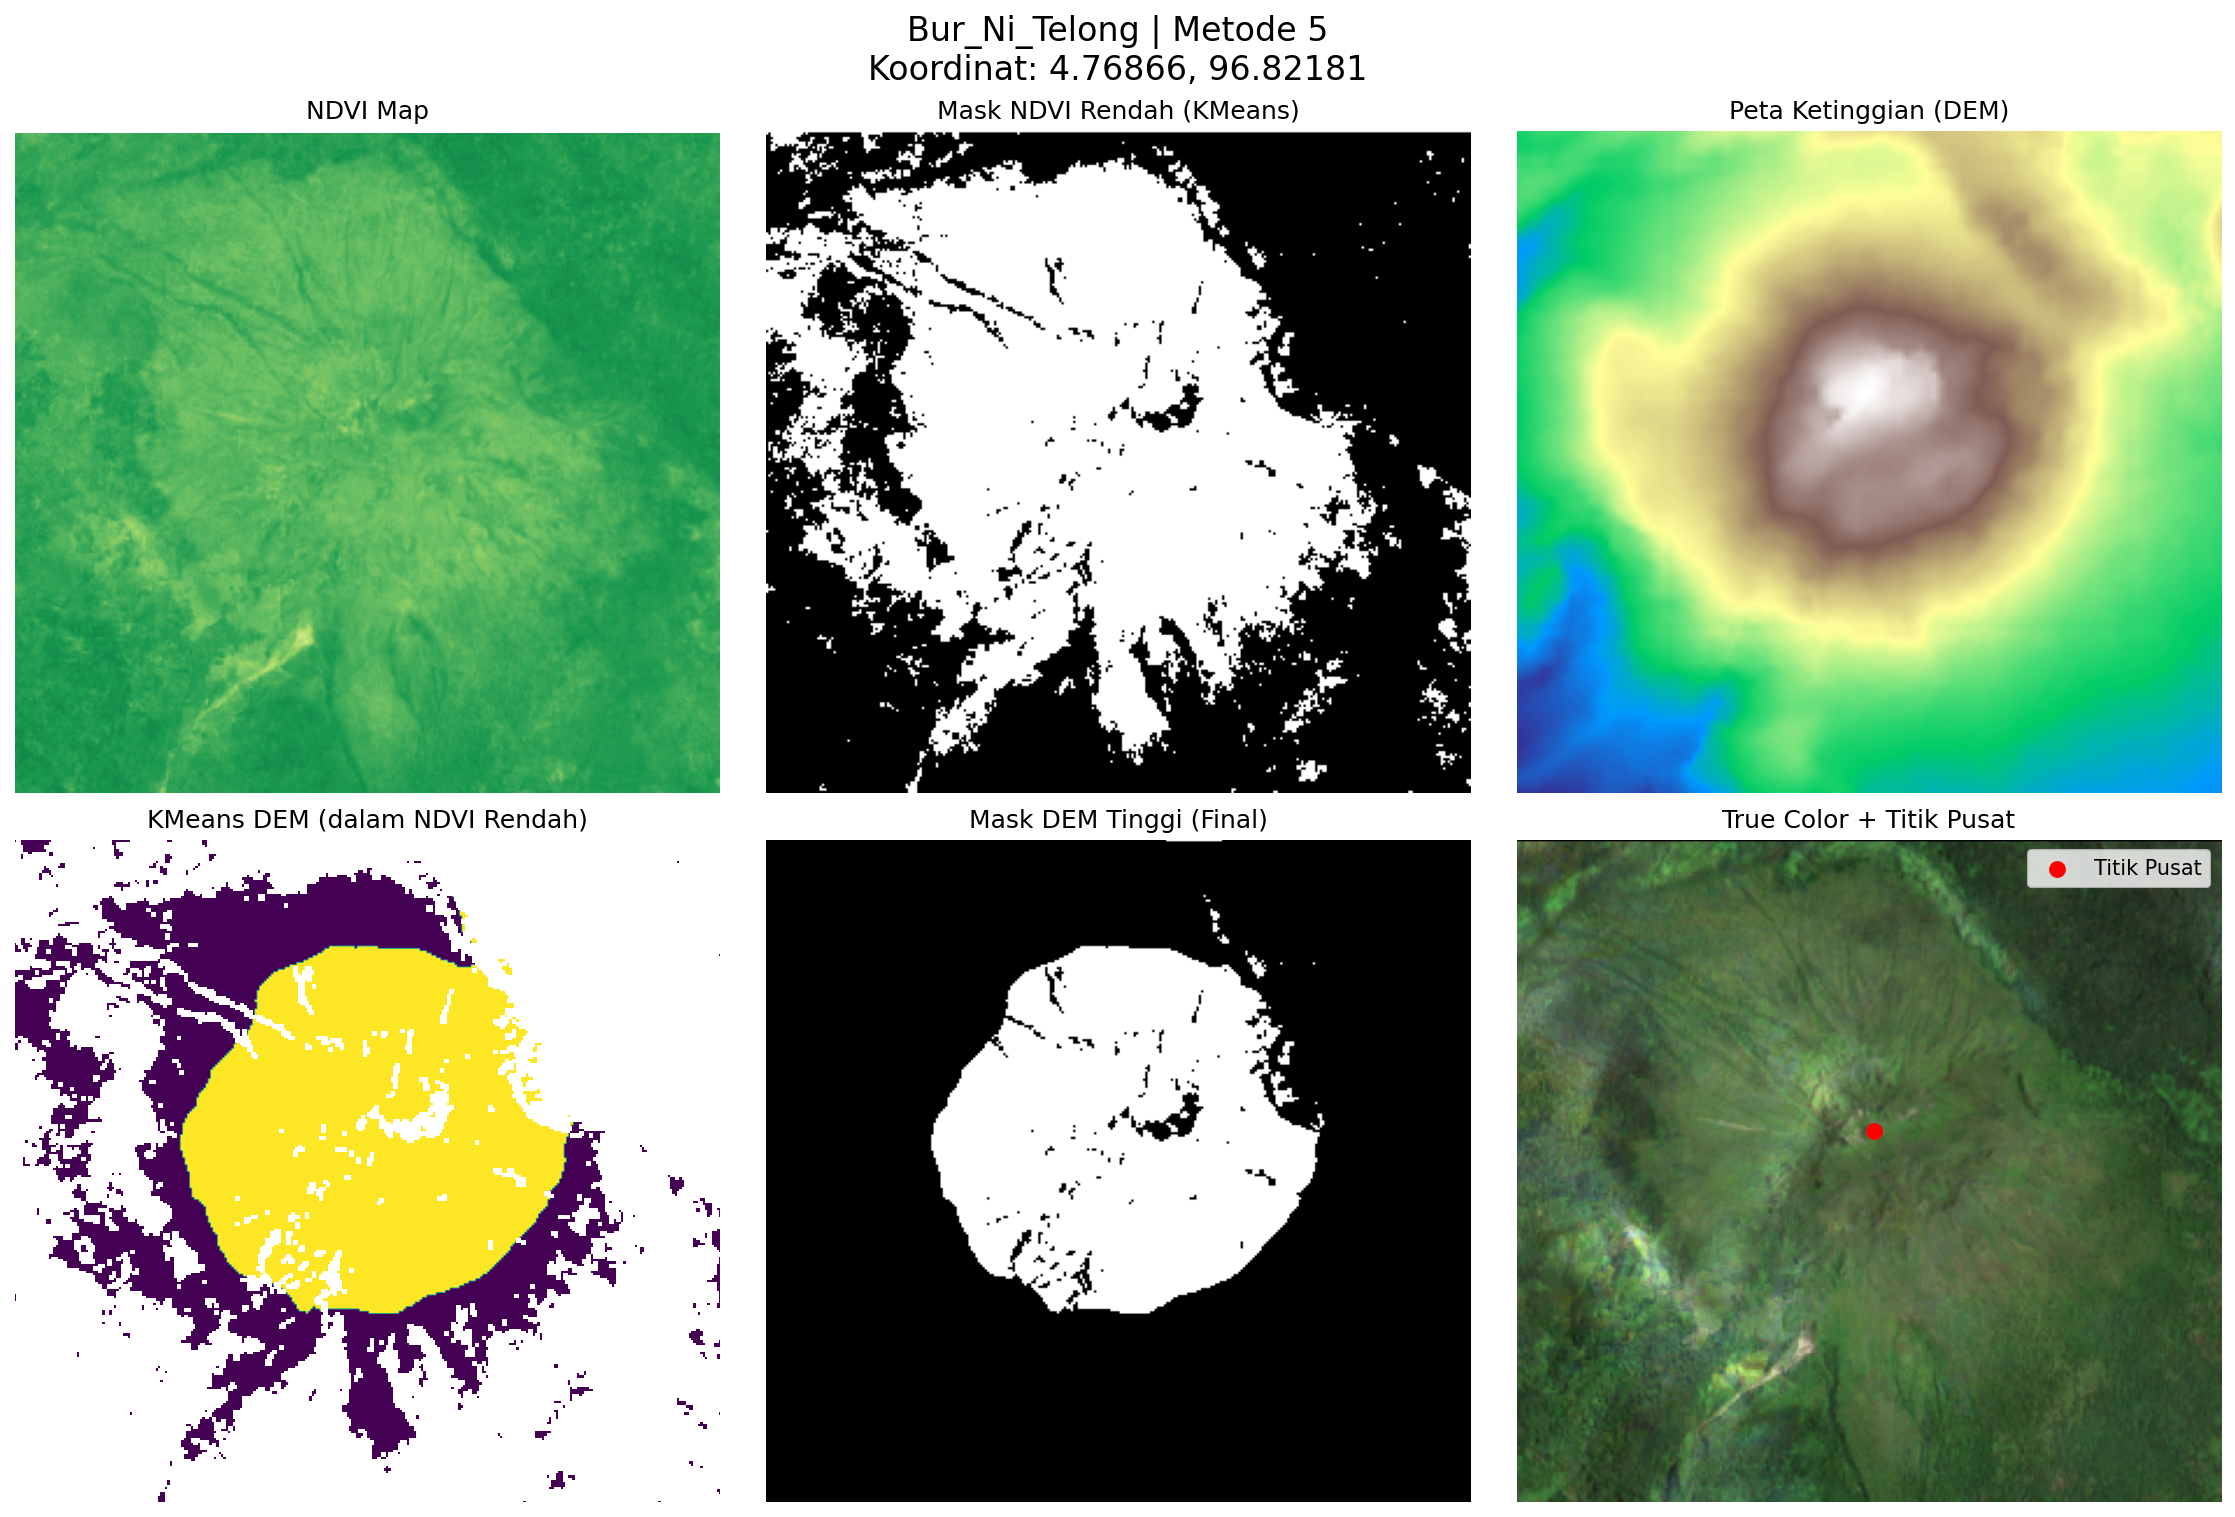 Bur_Ni_Telong | Metode 5
Koordinat: 4.76866, 96.82181
NDVI Map
Mask NDVI Rendah (KMeans)
Peta Ketinggian (DEM)
KMeans DEM (dalam NDVI Rendah)
Mask DEM Tinggi (Final)
True Color + Titik Pusat
Titik Pusat